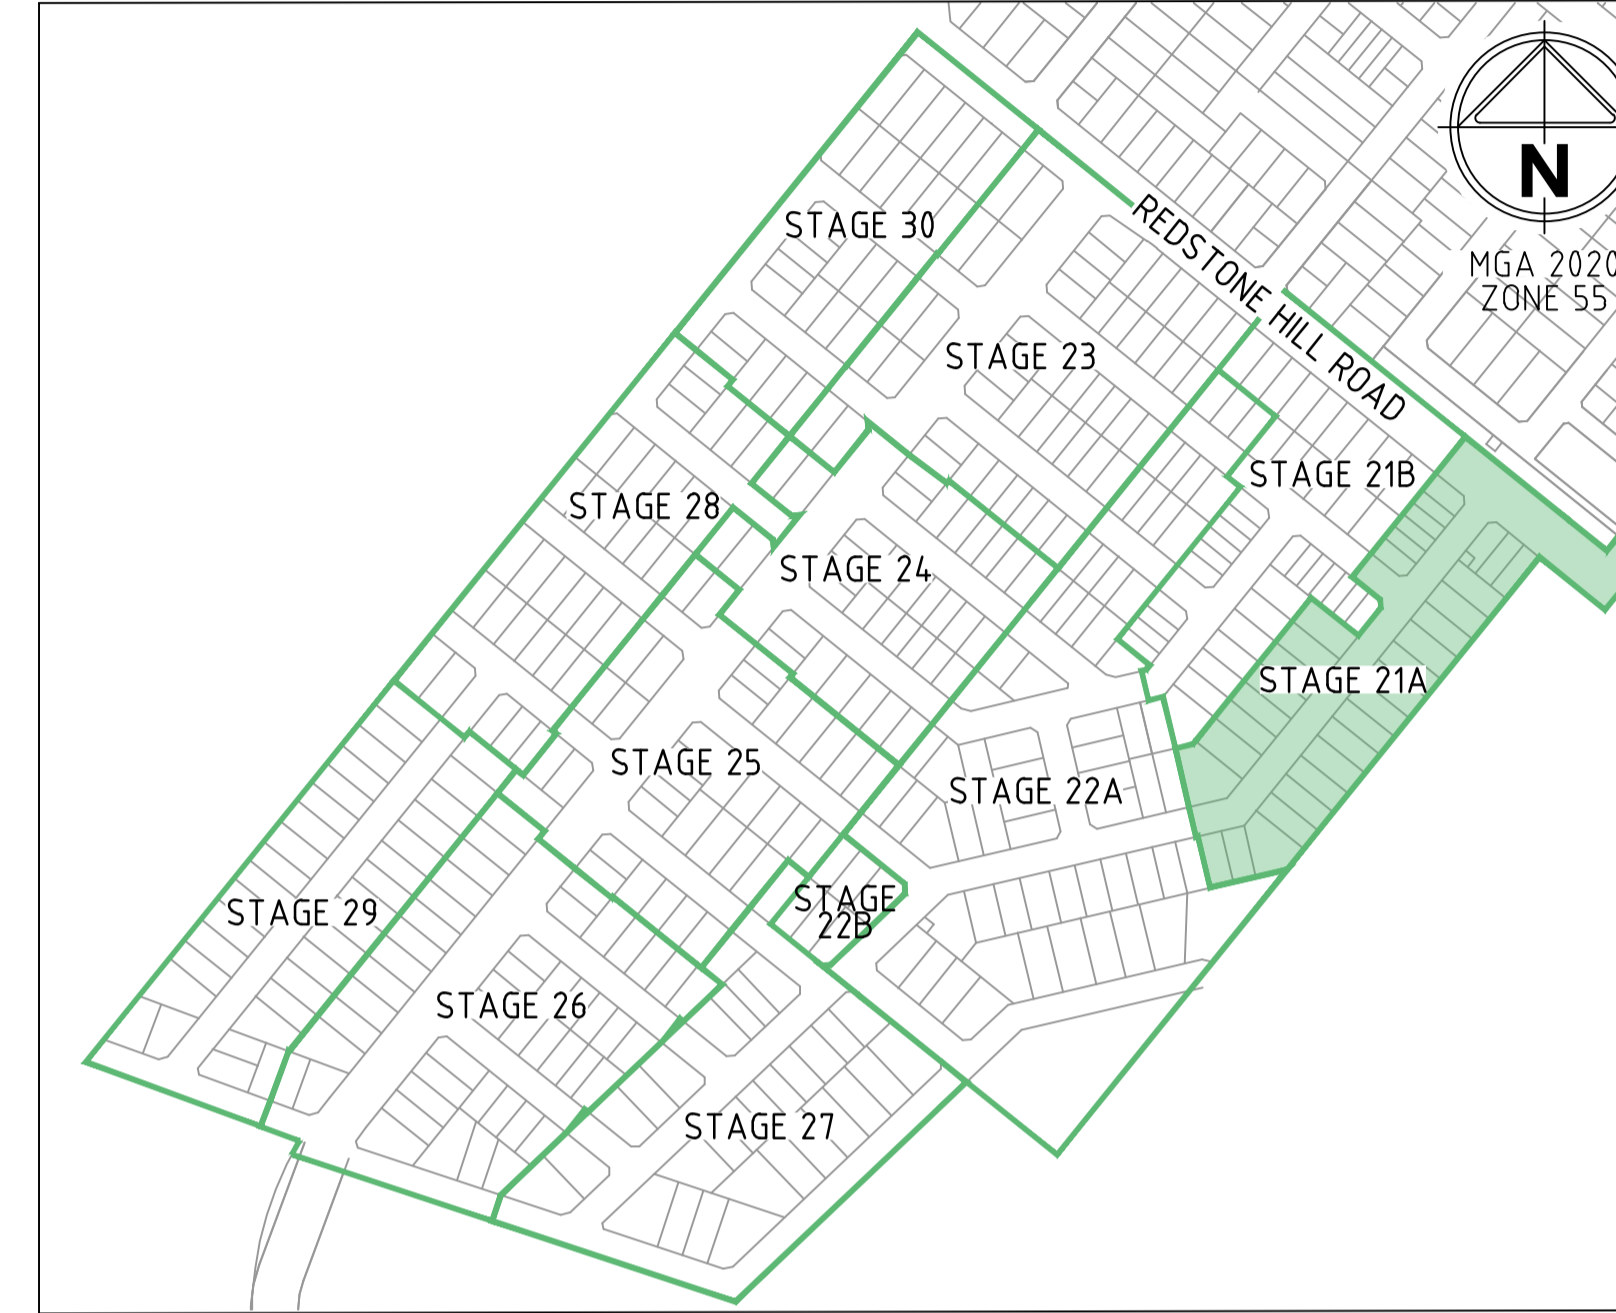 N
MGA 2020
ZONE 55
REDSTONE HILL ROAD
STAGE 30
STAGE 23
STAGE 21B
STAGE 28
STAGE 24
STAGE 21A
STAGE 25
STAGE 22A
STAGE 29
STAGE
22B
STAGE 26
STAGE 27